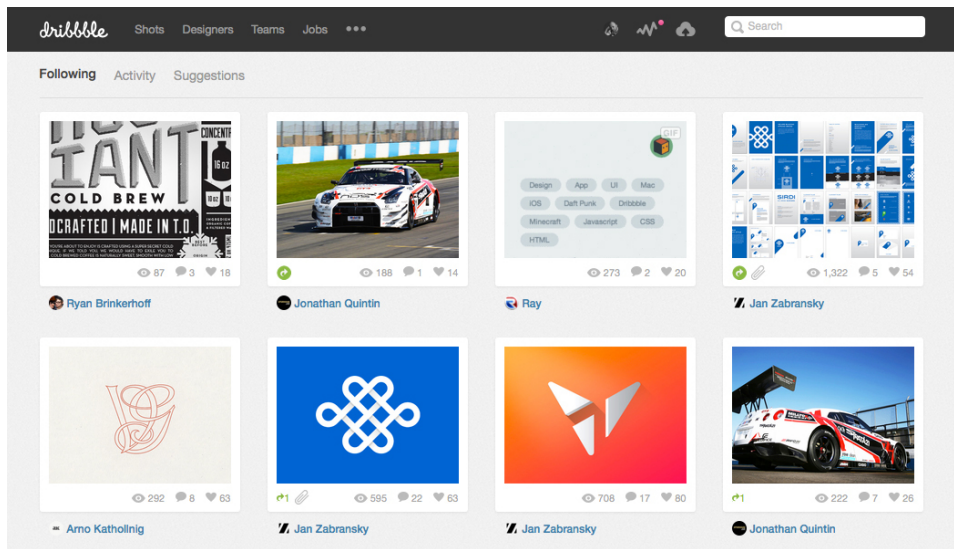 dribbble Shots Designers Teams Jobs ••• Search
Following Activity Suggestions
IANT
CONCENTR
16 oz
COLD BREW
OCRAFTED | MADE IN T.O.
GIF
Design App UI Mac
iOS Daft Punk Dribbble
Minecraft Javascript CSS
HTML
SIRDI
87 3 18
188 1 14
273 2 20
1,322 5 54
Ryan Brinkerhoff
Jonathan Quintin
Ray
Jan Zabransky
292 8 63
1 595 22 63
708 17 80
1 222 7 26
Arno Kathollnig
Jan Zabransky
Jan Zabransky
Jonathan Quintin